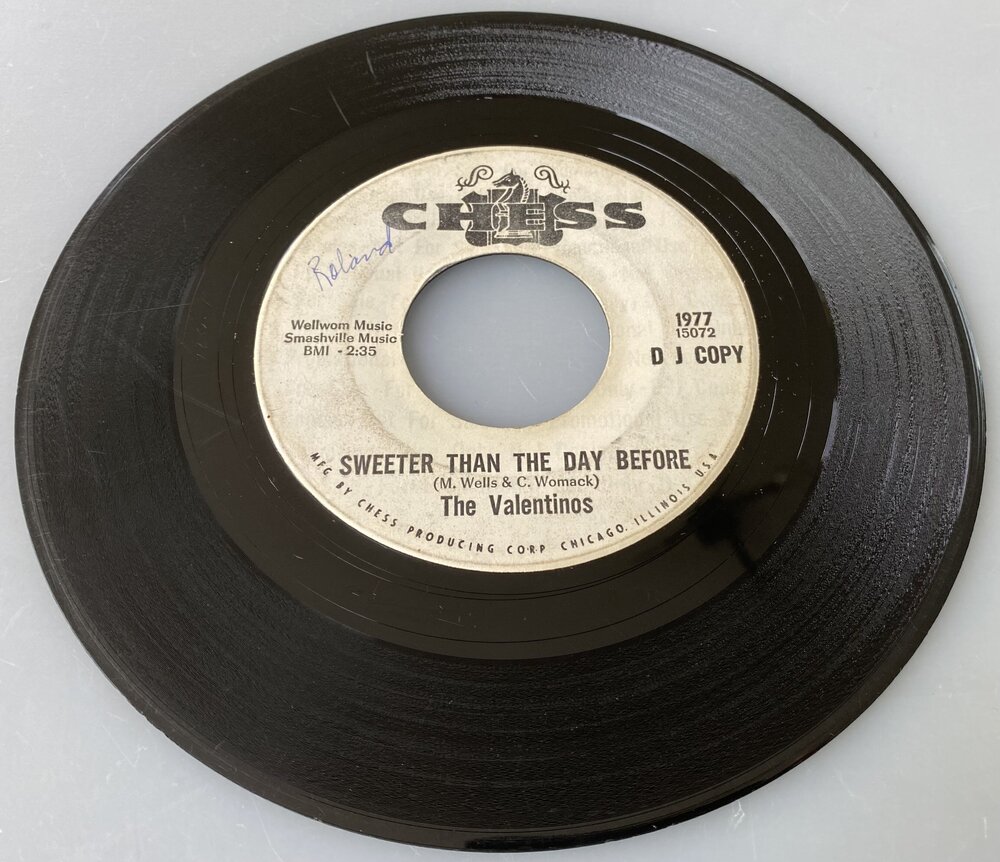 CHESS
Roland
Wellwom Music
Smashville Music
BMI - 2:35
1977
15072
D J COPY
SWEETER THAN THE DAY BEFORE
(M. Wells & C. Womack)
The Valentinos
MFG BY CHESS PRODUCING CORP CHICAGO, ILLINOIS U.S.A